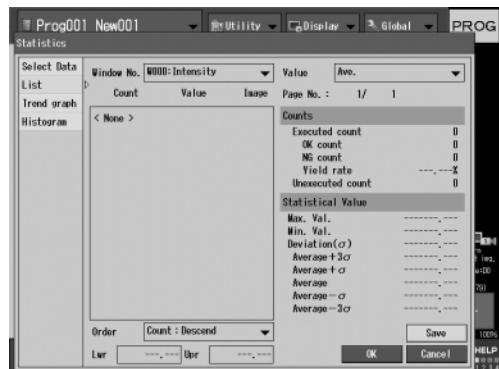 Prog001 New001 Utility Display Global PROG
Statistics
Select Data
List
Trend graph
Histogram
Window No. W000:Intensity Value Ave.
Count Value Image Page No. : 1/ 1
< None >
Counts
Executed count 0
OK count 0
NG count 0
Yield rate ---.---%
Unexecuted count 0
Statistical Value
Max. Val. -------.---
Min. Val. -------.---
Deviation(σ) -------.---
Average+3σ -------.---
Average+σ -------.---
Average -------.---
Average-σ -------.---
Average-3σ -------.---
Order Count : Descend
Save
Lwr ---.--- Upr ---.---
OK Cancel
HELP
100%